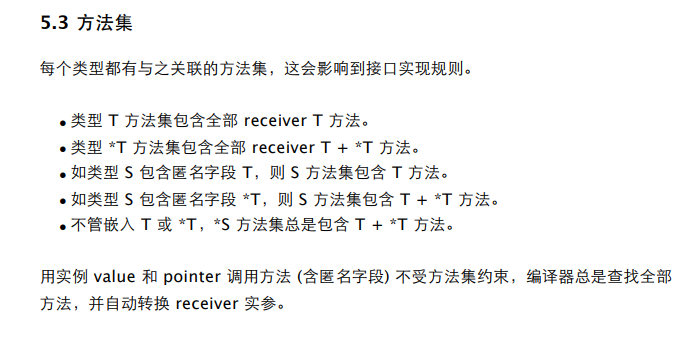 5.3 方法集
每个类型都有与之关联的方法集，这会影响到接口实现规则。
• 类型 T 方法集包含全部 receiver T 方法。
• 类型 *T 方法集包含全部 receiver T + *T 方法。
• 如类型 S 包含匿名字段 T，则 S 方法集包含 T 方法。
• 如类型 S 包含匿名字段 *T，则 S 方法集包含 T + *T 方法。
• 不管嵌入 T 或 *T，*S 方法集总是包含 T + *T 方法。
用实例 value 和 pointer 调用方法 (含匿名字段) 不受方法集约束，编译器总是查找全部
方法，并自动转换 receiver 实参。